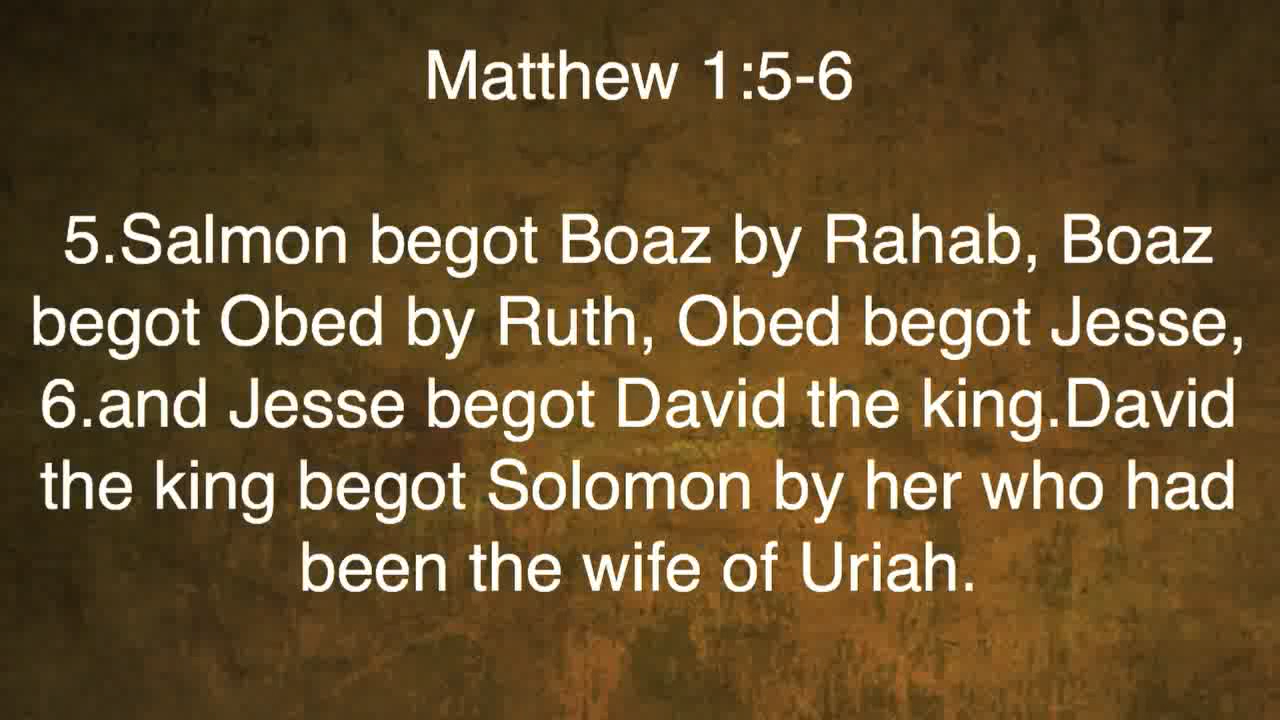 Matthew 1:5-6
5.Salmon begot Boaz by Rahab, Boaz
begot Obed by Ruth, Obed begot Jesse,
6.and Jesse begot David the king.David
the king begot Solomon by her who had
been the wife of Uriah.